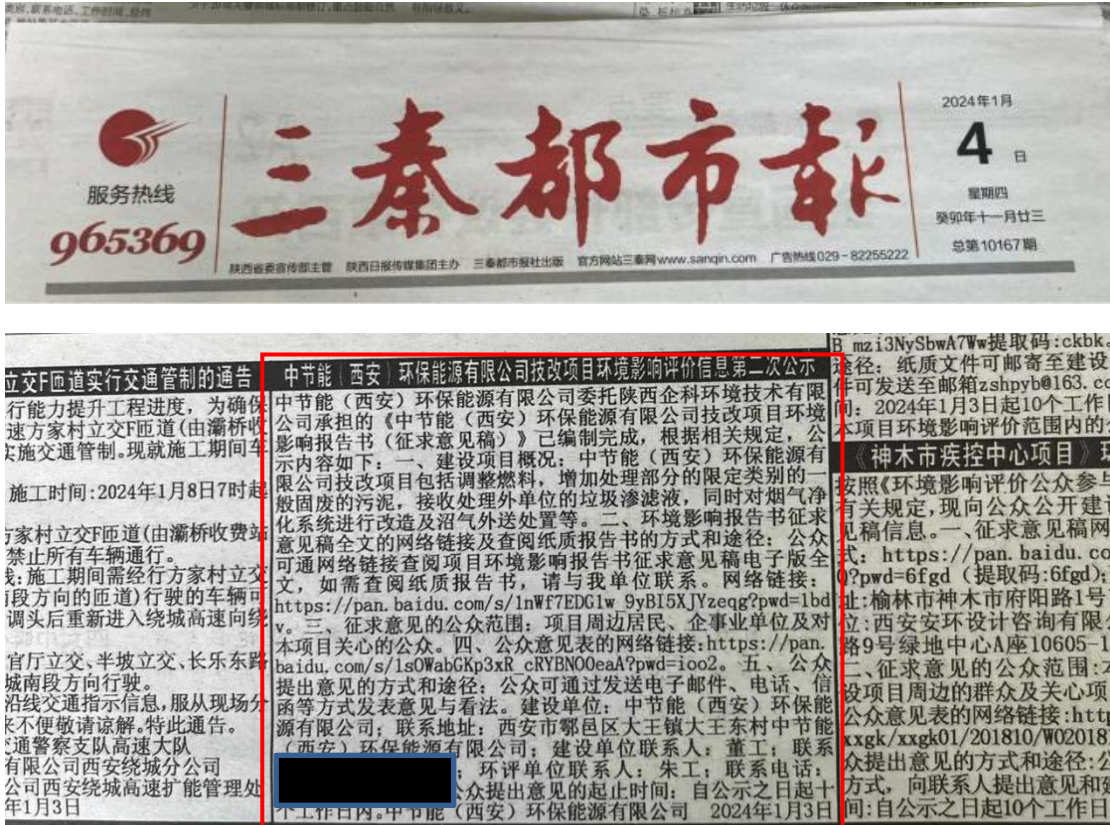 服务热线
965369
三秦都市报
2024年1月
4日
星期四
癸卯年十一月廿三
总第10167期
陕西省委宣传部主管 陕西日报传媒集团主办 三秦都市报社出版 官方网站三秦网www.sanqin.com 广告热线029-82255222
立交F匝道实行交通管制的通告
行能力提升工程进度，为确保
速方家村立交F匝道(由灞桥收
实施交通管制。现就施工期间车
施工时间:2024年1月8日7时起
方家村立交F匝道(由灞桥收费站
禁止所有车辆通行。
:施工期间需经行方家村立交
段方向的匝道)行驶的车辆可
调头后重新进入绕城高速向绕
官厅立交、半坡立交、长乐东路
城南段方向行驶。
沿线交通指示信息,服从现场分
来不便敬请谅解。特此通告。
交通警察支队高速大队
有限公司西安绕城分公司
公司西安绕城高速扩能管理处
年1月3日
中节能（西安）环保能源有限公司技改项目环境影响评价信息第二次公示
中节能（西安）环保能源有限公司委托陕西企科环境技术有限
公司承担的《中节能（西安）环保能源有限公司技改项目环境
影响报告书（征求意见稿）》已编制完成，根据相关规定，公
示内容如下：一、建设项目概况：中节能（西安）环保能源有
限公司技改项目包括调整燃料，增加处理部分的限定类别的一
般固废的污泥，接收处理外单位的垃圾渗滤液，同时对烟气净
化系统进行改造及沼气外送处置等。二、环境影响报告书征求
意见稿全文的网络链接及查阅纸质报告书的方式和途径：公众
可通网络链接查阅项目环境影响报告书征求意见稿电子版全
文，如需查阅纸质报告书，请与我单位联系。网络链接：
https://pan.baidu.com/s/1nWf7EDG1w_9yBI5XJYzeqg?pwd=1bd
v。三、征求意见的公众范围：项目周边居民、企事业单位及对
本项目关心的公众。四、公众意见表的网络链接:https://pan.
baidu.com/s/1sOWabGKp3xR_cRYBNO0eaA?pwd=ioo2。五、公众
提出意见的方式和途径：公众可通过发送电子邮件、电话、信
函等方式发表意见与看法。建设单位：中节能（西安）环保能
源有限公司；联系地址：西安市鄠邑区大王镇大王东村中节能
（西安）环保能源有限公司；建设单位联系人：董工；联系
；环评单位联系人：朱工；联系电话：
众提出意见的起止时间：自公示之日起十
个工作日内。中节能（西安）环保能源有限公司 2024年1月3日
B_mzi3NySbwA7Ww提取码:ckbk。
途径：纸质文件可邮寄至建设
件可发送至邮箱zshpyb@163.co
间：2024年1月3日起10个工作
本项目环境影响评价范围内的
《神木市疾控中心项目》环
按照《环境影响评价公众参与
有关规定,现向公众公开建
见稿信息。一、征求意见稿网
式：https://pan.baidu.co
Q?pwd=6fgd（提取码:6fgd);
址:榆林市神木市府阳路1号
位:西安安环设计咨询有限
路9号绿地中心A座10605-1
二、征求意见的公众范围:
设项目周边的群众及关心项
公众意见表的网络链接:http
xxgk/xxgk01/201810/W02018
众提出意见的方式和途径:公
方式，向联系人提出意见和建
间:自公示之日起10个工作日